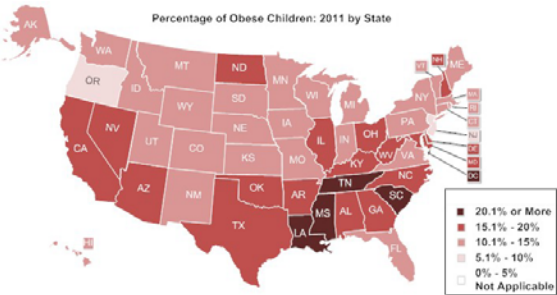 Percentage of Obese Children: 2011 by State
AK
WA
OR
CA
NV
ID
MT
WY
UT
AZ
CO
NM
ND
SD
NE
KS
OK
TX
MN
IA
MO
AR
LA
WI
IL
MI
IN
OH
KY
TN
MS
AL
GA
FL
SC
NC
VA
WV
PA
NY
VT
NH
ME
MA
RI
CT
NJ
DE
MD
DC
HI
20.1% or More
15.1% - 20%
10.1% - 15%
5.1% - 10%
0% - 5%
Not Applicable